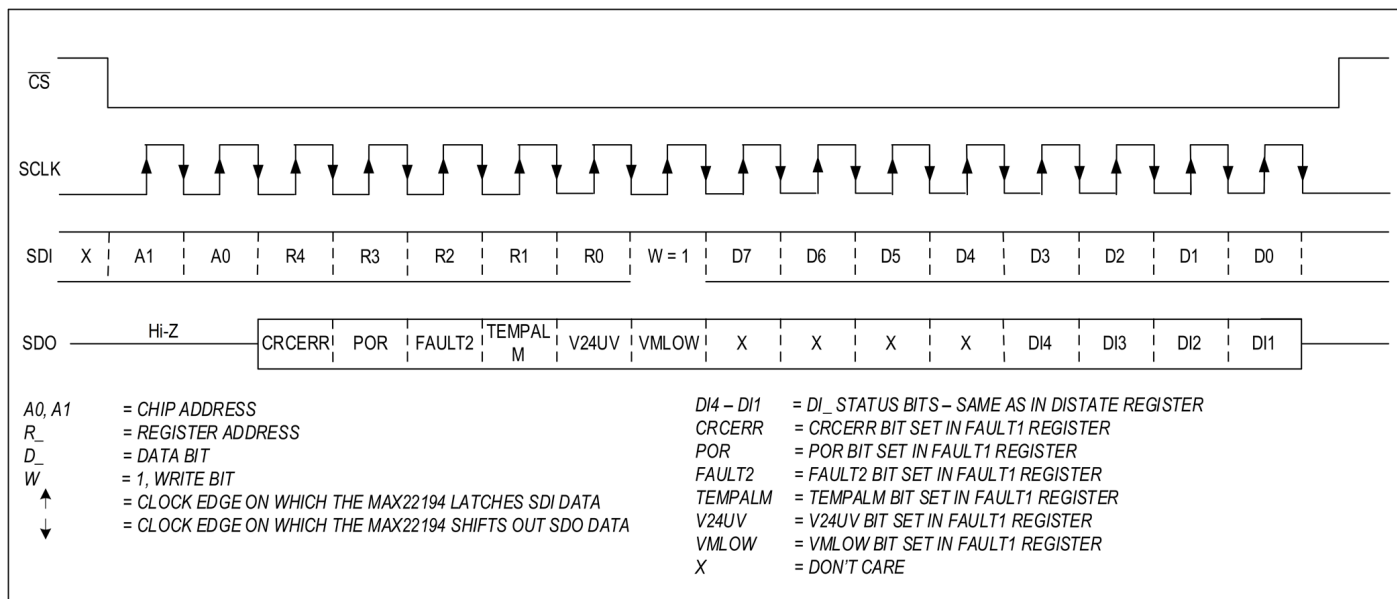 CS
SCLK
SDI X A1 A0 R4 R3 R2 R1 R0 W = 1 D7 D6 D5 D4 D3 D2 D1 D0
SDO Hi-Z CRCERR POR FAULT2 TEMPAL
M V24UV VMLOW X X X X DI4 DI3 DI2 DI1
A0, A1 = CHIP ADDRESS
R_ = REGISTER ADDRESS
D_ = DATA BIT
W = 1, WRITE BIT
↑ = CLOCK EDGE ON WHICH THE MAX22194 LATCHES SDI DATA
↓ = CLOCK EDGE ON WHICH THE MAX22194 SHIFTS OUT SDO DATA
DI4 – DI1 = DI_ STATUS BITS – SAME AS IN DISTATE REGISTER
CRCERR = CRCERR BIT SET IN FAULT1 REGISTER
POR = POR BIT SET IN FAULT1 REGISTER
FAULT2 = FAULT2 BIT SET IN FAULT1 REGISTER
TEMPALM = TEMPALM BIT SET IN FAULT1 REGISTER
V24UV = V24UV BIT SET IN FAULT1 REGISTER
VMLOW = VMLOW BIT SET IN FAULT1 REGISTER
X = DON'T CARE